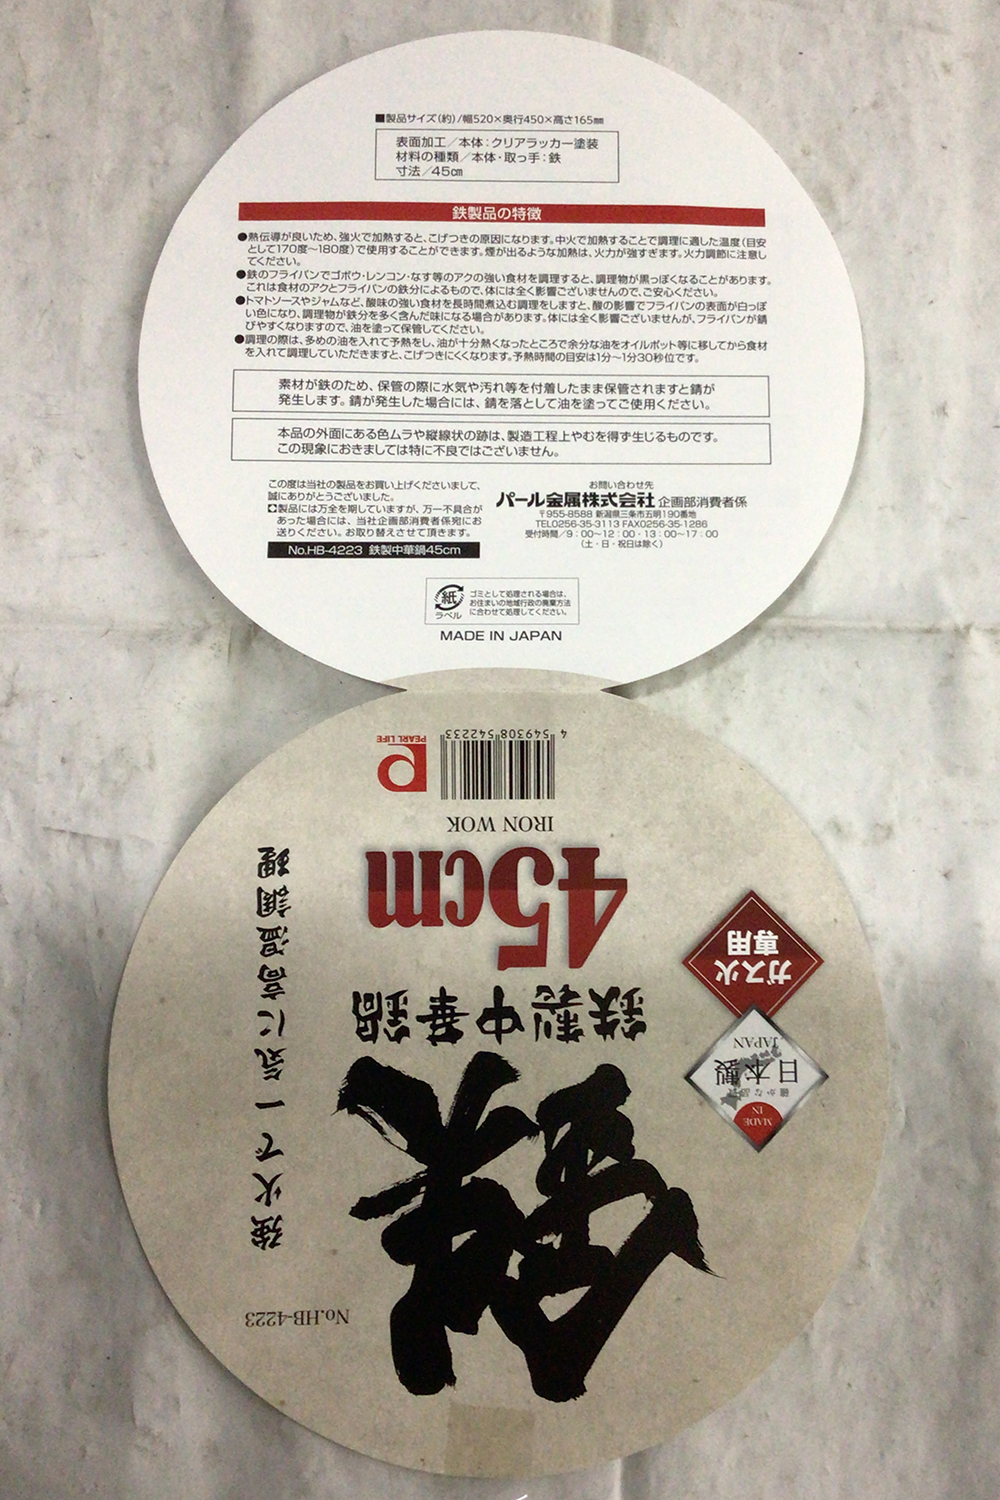 ■製品サイズ(約)/幅520×奥行450×高さ165㎜
表面加工/本体:クリアラッカー塗装
材料の種類/本体・取っ手:鉄
寸法/45㎝
鉄製品の特徴
●熱伝導が良いため、強火で加熱すると、こげつきの原因になります。中火で加熱することで調理に適した温度(目安
として170度~180度)で使用することができます。煙が出るような加熱は、火力が強すぎます。火力調節に注意し
てください。
●鉄のフライパンでゴボウ・レンコン・なす等のアクの強い食材を調理すると、調理物が黒っぽくなることがあります。
これは食材のアクとフライパンの鉄分によるもので、体には全く影響ございませんので、ご安心ください。
●トマトソースやジャムなど、酸味の強い食材を長時間煮込む調理をしますと、酸の影響でフライパンの表面が白っぽ
い色になり、調理物が鉄分を多く含んだ味になる場合があります。体には全く影響ございませんが、フライパンが錆
びやすくなりますので、油を塗って保管してください。
●調理の際は、多めの油を入れて予熱をし、油が十分熱くなったところで余分な油をオイルポット等に移してから食材
を入れて調理していただきますと、こげつきにくくなります。予熱時間の目安は1分~1分30秒位です。
素材が鉄のため、保管の際に水気や汚れ等を付着したまま保管されますと錆が
発生します。錆が発生した場合には、錆を落として油を塗ってご使用ください。
本品の外面にある色ムラや縦線状の跡は、製造工程上やむを得ず生じるものです。
この現象におきましては特に不良ではございません。
この度は当社の製品をお買い上げくださいまして、
誠にありがとうございました。
製品には万全を期していますが、万一不具合が
あった場合には、当社企画部消費者係宛にお
送りください。お取り替えさせて頂きます。
No.HB-4223 鉄製中華鍋45cm
お問い合わせ先
パール金属株式会社 企画部消費者係
〒955-8588 新潟県三条市五明190番地
TEL0256-35-3113 FAX0256-35-1286
受付時間/9:00~12:00・13:00~17:00
(土・日・祝日は除く)
紙
ラベル
ゴミとして処理される場合は、
お住まいの地域行政の廃棄方法
に合わせて処理してください。
MADE IN JAPAN
No.HB-4223
鉄
強火で一気に高温調理
MADE
IN
確かな品質
日本製
JAPAN
ガス火
専用
鉄製中華鍋
45cm
IRON WOK
4 549308 542233
PEARL LIFE